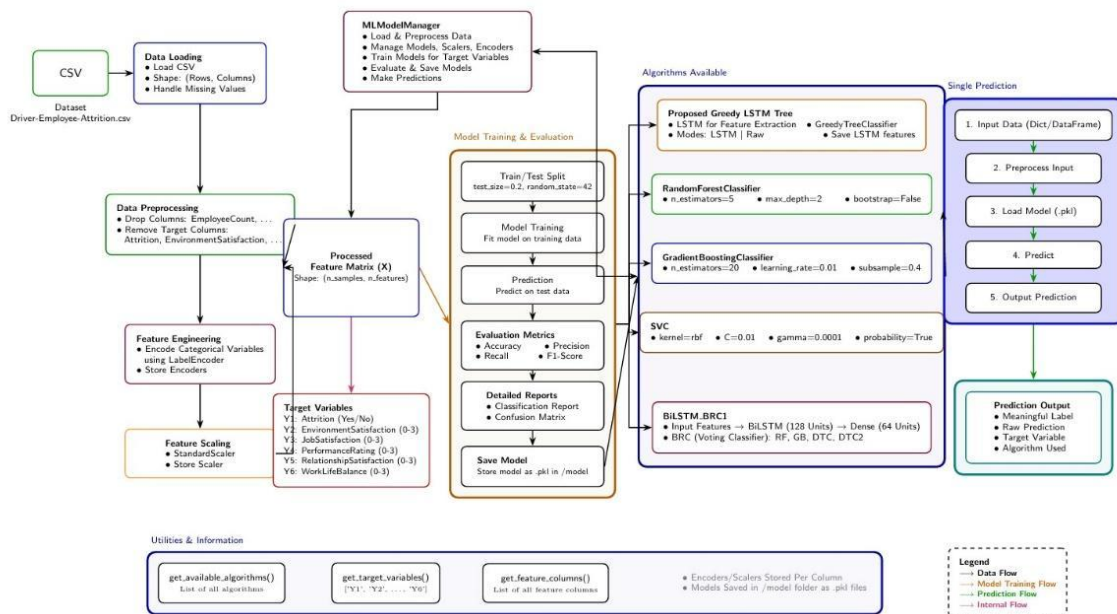 CSV
Dataset
Driver-Employee-Attrition.csv
Data Loading
● Load CSV
● Shape: (Rows, Columns)
● Handle Missing Values
MLModelManager
● Load & Preprocess Data
● Manage Models, Scalers, Encoders
● Train Models for Target Variables
● Evaluate & Save Models
● Make Predictions
Data Preprocessing
● Drop Columns: EmployeeCount, ...
● Remove Target Columns:
Attrition, EnvironmentSatisfaction, ...
Processed
Feature Matrix (X)
Shape: (n_samples, n_features)
Feature Engineering
● Encode Categorical Variables
using LabelEncoder
● Store Encoders
Feature Scaling
● StandardScaler
● Store Scaler
Target Variables
Y1: Attrition (Yes/No)
Y2: EnvironmentSatisfaction (0-3)
Y3: JobSatisfaction (0-3)
Y4: PerformanceRating (0-3)
Y5: RelationshipSatisfaction (0-3)
Y6: WorkLifeBalance (0-3)
Model Training & Evaluation
Train/Test Split
test_size=0.2, random_state=42
Model Training
Fit model on training data
Prediction
Predict on test data
Evaluation Metrics
● Accuracy ● Precision
● Recall ● F1-Score
Detailed Reports
● Classification Report
● Confusion Matrix
Save Model
Store model as .pkl in /model
Algorithms Available
Proposed Greedy LSTM Tree
● LSTM for Feature Extraction ● GreedyTreeClassifier
● Modes: LSTM | Raw ● Save LSTM features
RandomForestClassifier
● n_estimators=5 ● max_depth=2 ● bootstrap=False
GradientBoostingClassifier
● n_estimators=20 ● learning_rate=0.01 ● subsample=0.4
SVC
● kernel=rbf ● C=0.01 ● gamma=0.0001 ● probability=True
BiLSTM_BRC1
● Input Features → BiLSTM (128 Units) → Dense (64 Units)
● BRC (Voting Classifier): RF, GB, DTC, DTC2
Single Prediction
1. Input Data (Dict/DataFrame)
2. Preprocess Input
3. Load Model (.pkl)
4. Predict
5. Output Prediction
Prediction Output
● Meaningful Label
● Raw Prediction
● Target Variable
● Algorithm Used
Utilities & Information
get_available_algorithms()
List of all algorithms
get_target_variables()
['Y1', 'Y2', ..., 'Y6']
get_feature_columns()
List of all feature columns
● Encoders/Scalers Stored Per Column
● Models Saved in /model folder as .pkl files
Legend
→ Data Flow
→ Model Training Flow
→ Prediction Flow
→ Internal Flow